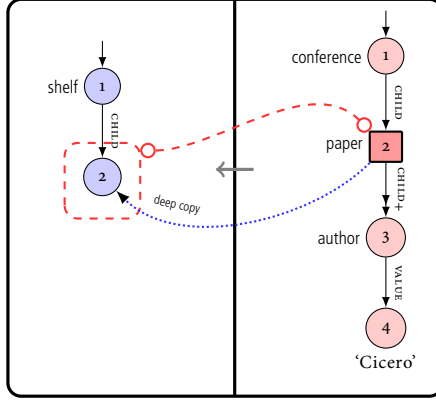 shelf
1
CHILD
2
deep copy
conference
1
CHILD
paper
2
CHILD+
author
3
VALUE
4
'Cicero'